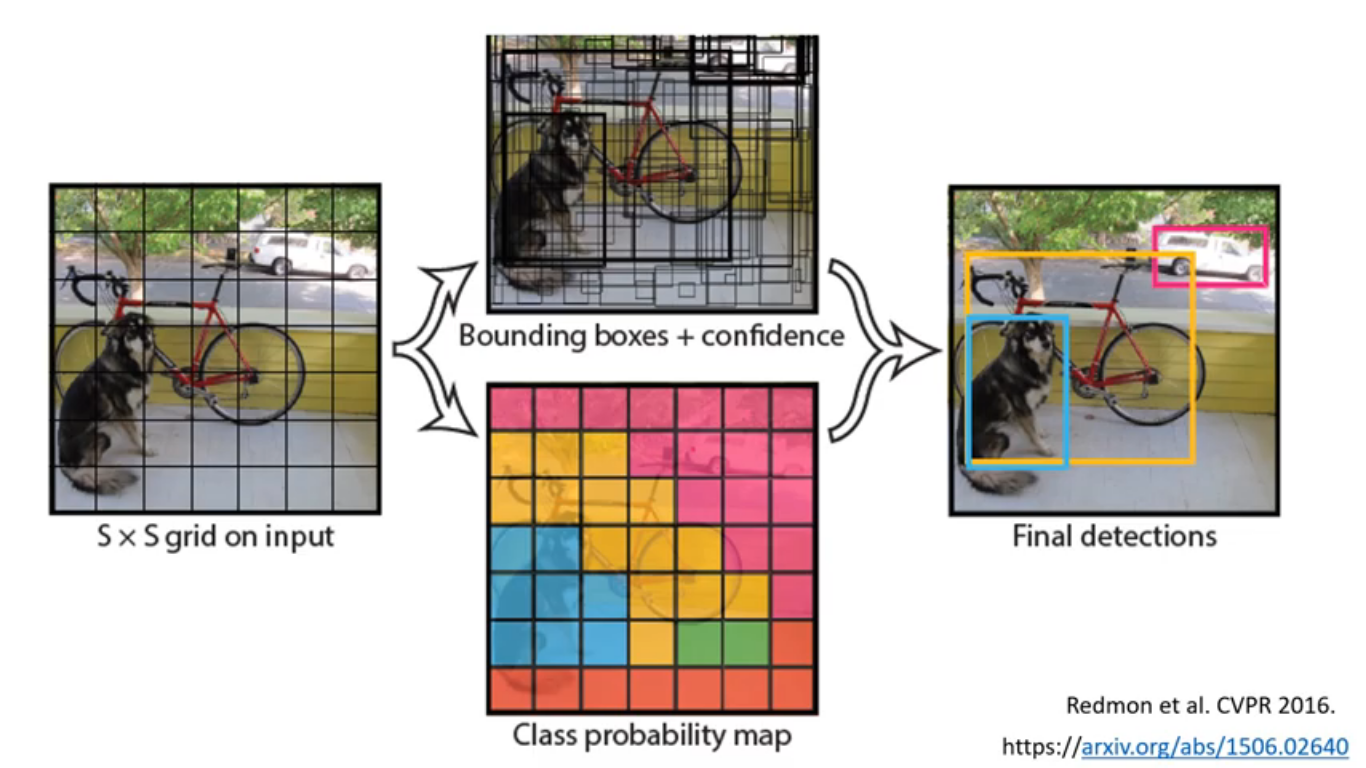 Bounding boxes + confidence
S × S grid on input
Final detections
Class probability map
Redmon et al. CVPR 2016.
https://arxiv.org/abs/1506.02640